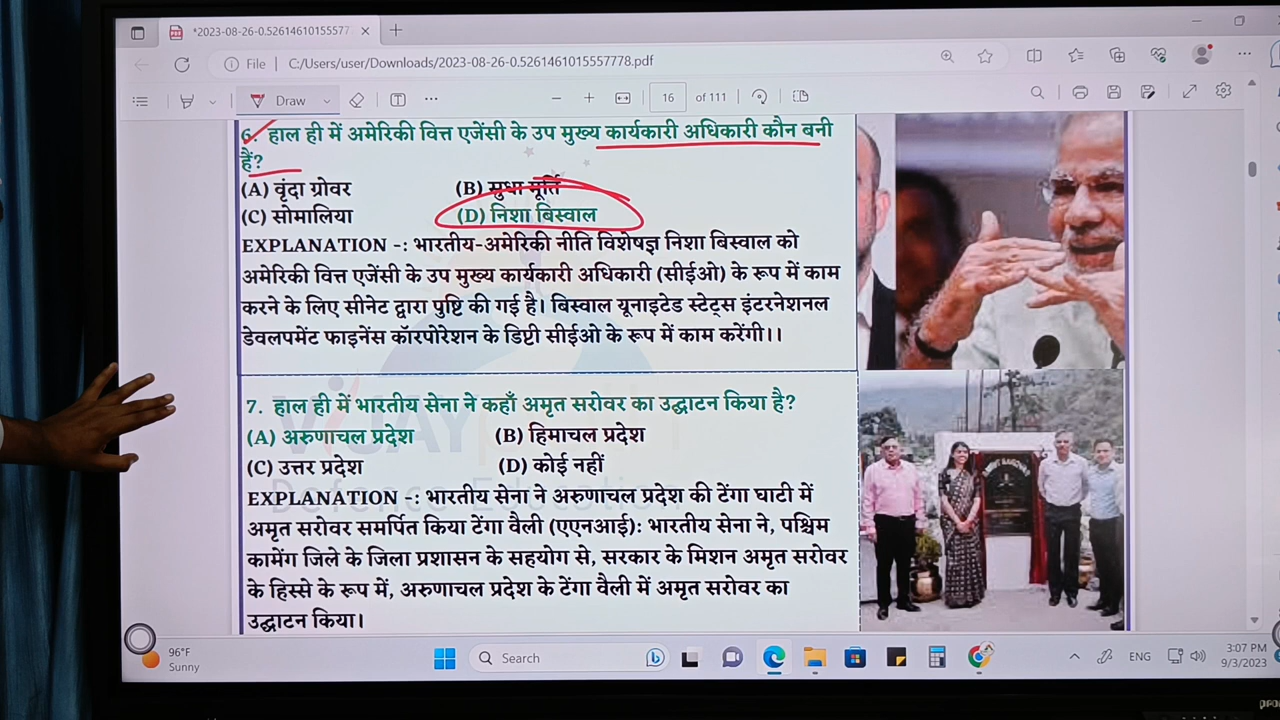 *2023-08-26-0.52614610155577
File | C:/Users/user/Downloads/2023-08-26-0.5261461015557778.pdf
Draw
16 of 111
6. हाल ही में अमेरिकी वित्त एजेंसी के उप मुख्य कार्यकारी अधिकारी कौन बनी
हैं?
(A) वृंदा ग्रोवर (B) सुधा मूर्ति
(C) सोमालिया (D) निशा बिस्वाल
EXPLANATION -: भारतीय-अमेरिकी नीति विशेषज्ञ निशा बिस्वाल को
अमेरिकी वित्त एजेंसी के उप मुख्य कार्यकारी अधिकारी (सीईओ) के रूप में काम
करने के लिए सीनेट द्वारा पुष्टि की गई है। बिस्वाल यूनाइटेड स्टेट्स इंटरनेशनल
डेवलपमेंट फाइनेंस कॉरपोरेशन के डिप्टी सीईओ के रूप में काम करेंगी।।
7. हाल ही में भारतीय सेना ने कहाँ अमृत सरोवर का उद्घाटन किया है?
(A) अरुणाचल प्रदेश (B) हिमाचल प्रदेश
(C) उत्तर प्रदेश (D) कोई नहीं
Defence Education
EXPLANATION -: भारतीय सेना ने अरुणाचल प्रदेश की टेंगा घाटी में
अमृत सरोवर समर्पित किया टेंगा वैली (एएनआई): भारतीय सेना ने, पश्चिम
कामेंग जिले के जिला प्रशासन के सहयोग से, सरकार के मिशन अमृत सरोवर
के हिस्से के रूप में, अरुणाचल प्रदेश के टेंगा वैली में अमृत सरोवर का
उद्घाटन किया।
96°F
Sunny
Search
ENG
3:07 PM
9/3/2023